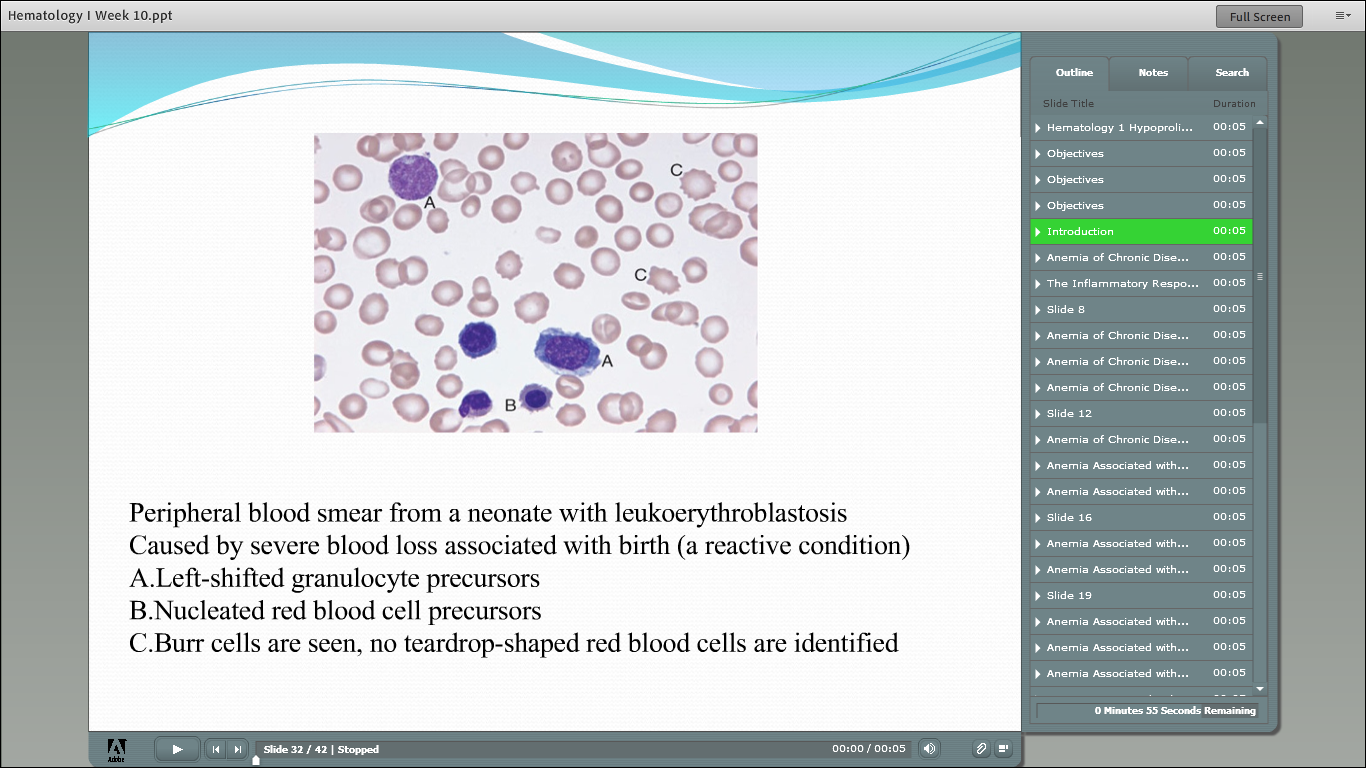 Hematology I Week 10.ppt
Full Screen
C
A
C
A
B
Peripheral blood smear from a neonate with leukoerythroblastosis
Caused by severe blood loss associated with birth (a reactive condition)
A.Left-shifted granulocyte precursors
B.Nucleated red blood cell precursors
C.Burr cells are seen, no teardrop-shaped red blood cells are identified
Outline Notes Search
Slide Title Duration
Hematology 1 Hypoproli... 00:05
Objectives 00:05
Objectives 00:05
Objectives 00:05
Introduction 00:05
Anemia of Chronic Dise... 00:05
The Inflammatory Respo... 00:05
Slide 8 00:05
Anemia of Chronic Dise... 00:05
Anemia of Chronic Dise... 00:05
Anemia of Chronic Dise... 00:05
Slide 12 00:05
Anemia of Chronic Dise... 00:05
Anemia Associated with... 00:05
Anemia Associated with... 00:05
Slide 16 00:05
Anemia Associated with... 00:05
Anemia Associated with... 00:05
Slide 19 00:05
Anemia Associated with... 00:05
Anemia Associated with... 00:05
Anemia Associated with... 00:05
0 Minutes 55 Seconds Remaining
Adobe
Slide 32 / 42 | Stopped
00:00 / 00:05